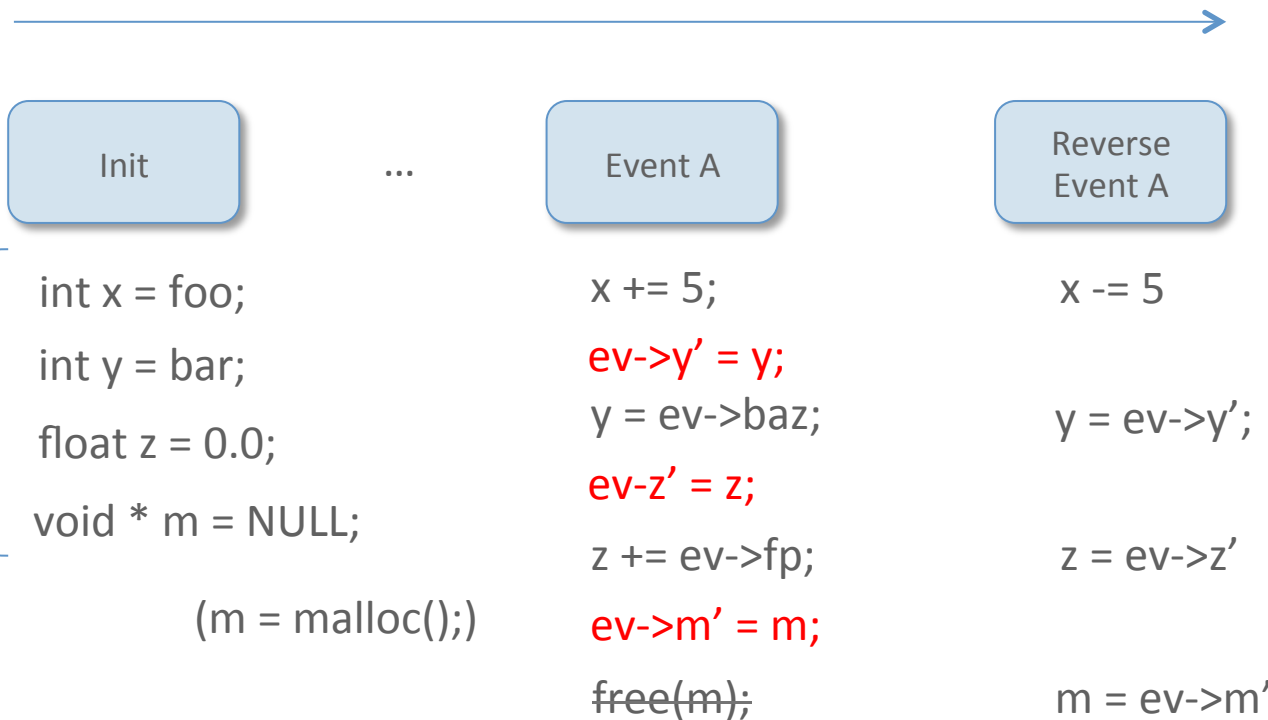 Init
...
Event A
Reverse
Event A
int x = foo;
int y = bar;
float z = 0.0;
void * m = NULL;
(m = malloc();)
x += 5;
ev->y’ = y;
y = ev->baz;
ev-z’ = z;
z += ev->fp;
ev->m’ = m;
free(m);
x -= 5
y = ev->y’;
z = ev->z’
m = ev->m’